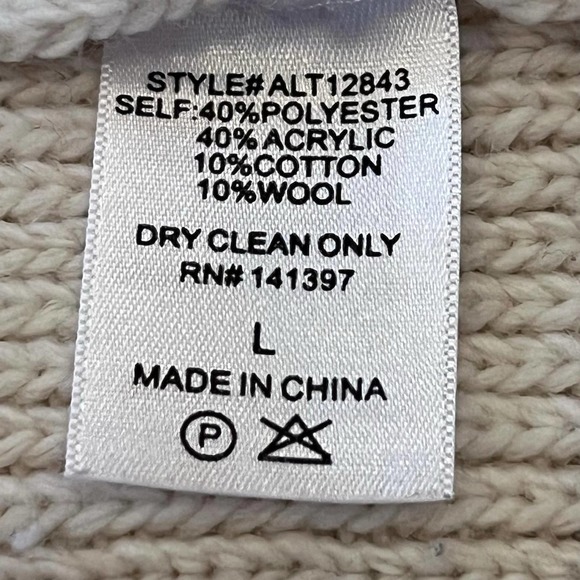 STYLE# ALT12843
SELF:40%POLYESTER
40% ACRYLIC
10%COTTON
10%WOOL
DRY CLEAN ONLY
RN# 141397
L
MADE IN CHINA
P